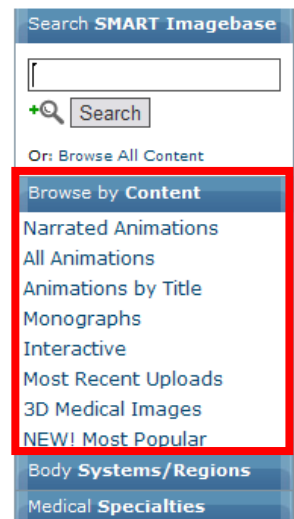 Search SMART Imagebase
Search
Or: Browse All Content
Browse by Content
Narrated Animations
All Animations
Animations by Title
Monographs
Interactive
Most Recent Uploads
3D Medical Images
NEW! Most Popular
Body Systems/Regions
Medical Specialties